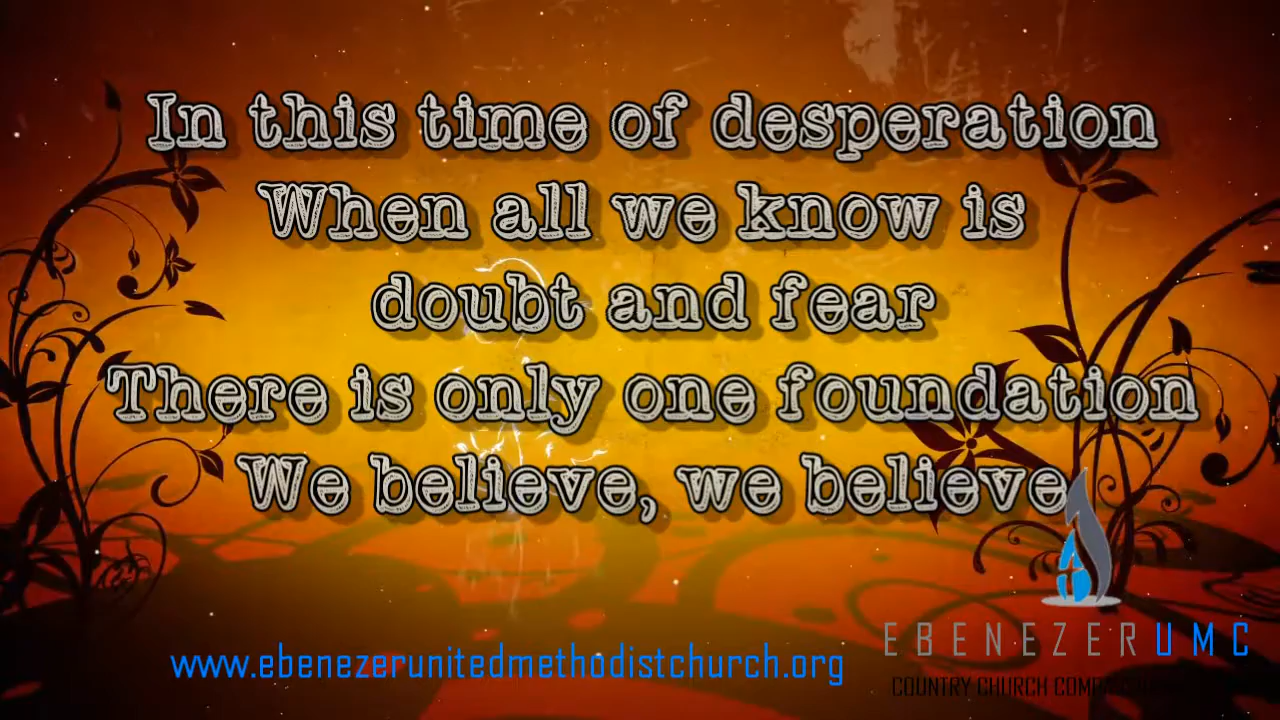 In this time of desperation
When all we know is
doubt and fear
There is only one foundation
We believe, we believe
www.ebenezerunitedmethodistchurch.org
EBENEZERUMC
COUNTRY CHURCH